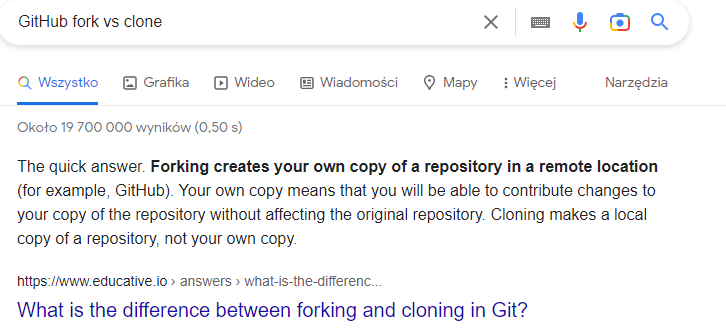 GitHub fork vs clone
Wszystko Grafika Wideo Wiadomości Mapy Więcej Narzędzia
Około 19 700 000 wyników (0,50 s)
The quick answer. Forking creates your own copy of a repository in a remote location
(for example, GitHub). Your own copy means that you will be able to contribute changes to
your copy of the repository without affecting the original repository. Cloning makes a local
copy of a repository, not your own copy.
https://www.educative.io › answers › what-is-the-differenc...
What is the difference between forking and cloning in Git?